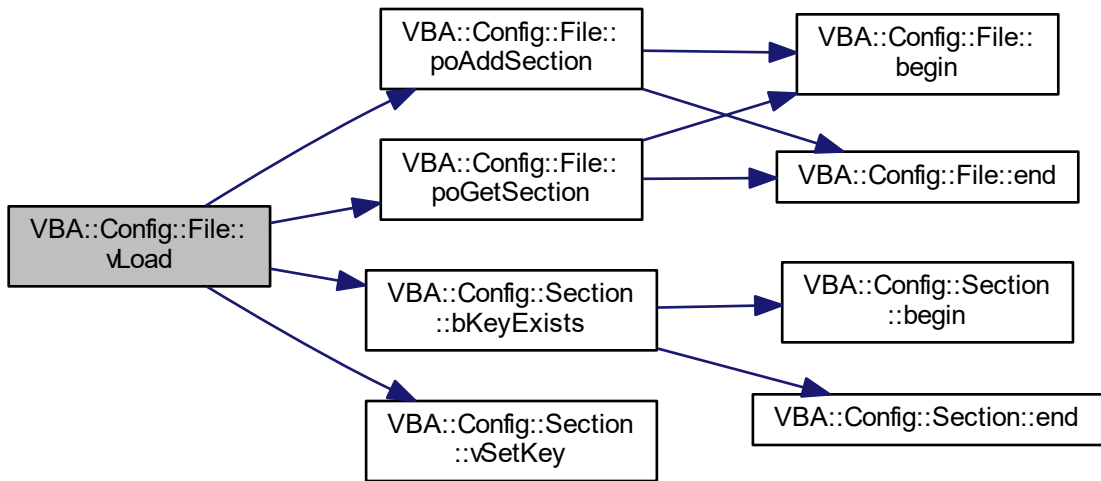 VBA::Config::File::
vLoad
VBA::Config::File::
poAddSection
VBA::Config::File::
poGetSection
VBA::Config::Section
::bKeyExists
VBA::Config::Section
::vSetKey
VBA::Config::File::
begin
VBA::Config::File::end
VBA::Config::Section
::begin
VBA::Config::Section::end